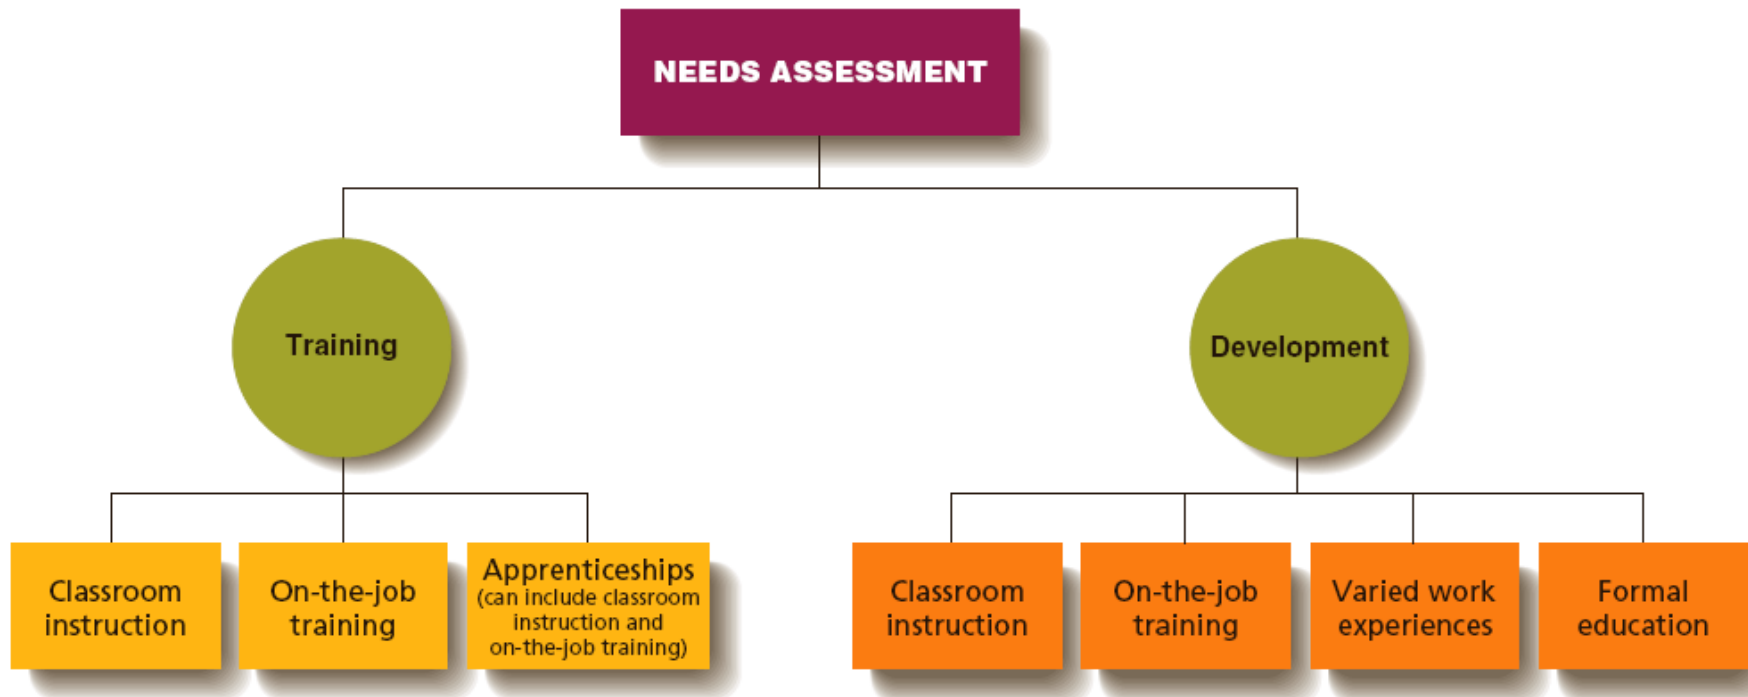 NEEDS ASSESSMENT
Training
Development
Classroom
instruction
On-the-job
training
Apprenticeships
(can include classroom
instruction and
on-the-job training)
Classroom
instruction
On-the-job
training
Varied work
experiences
Formal
education